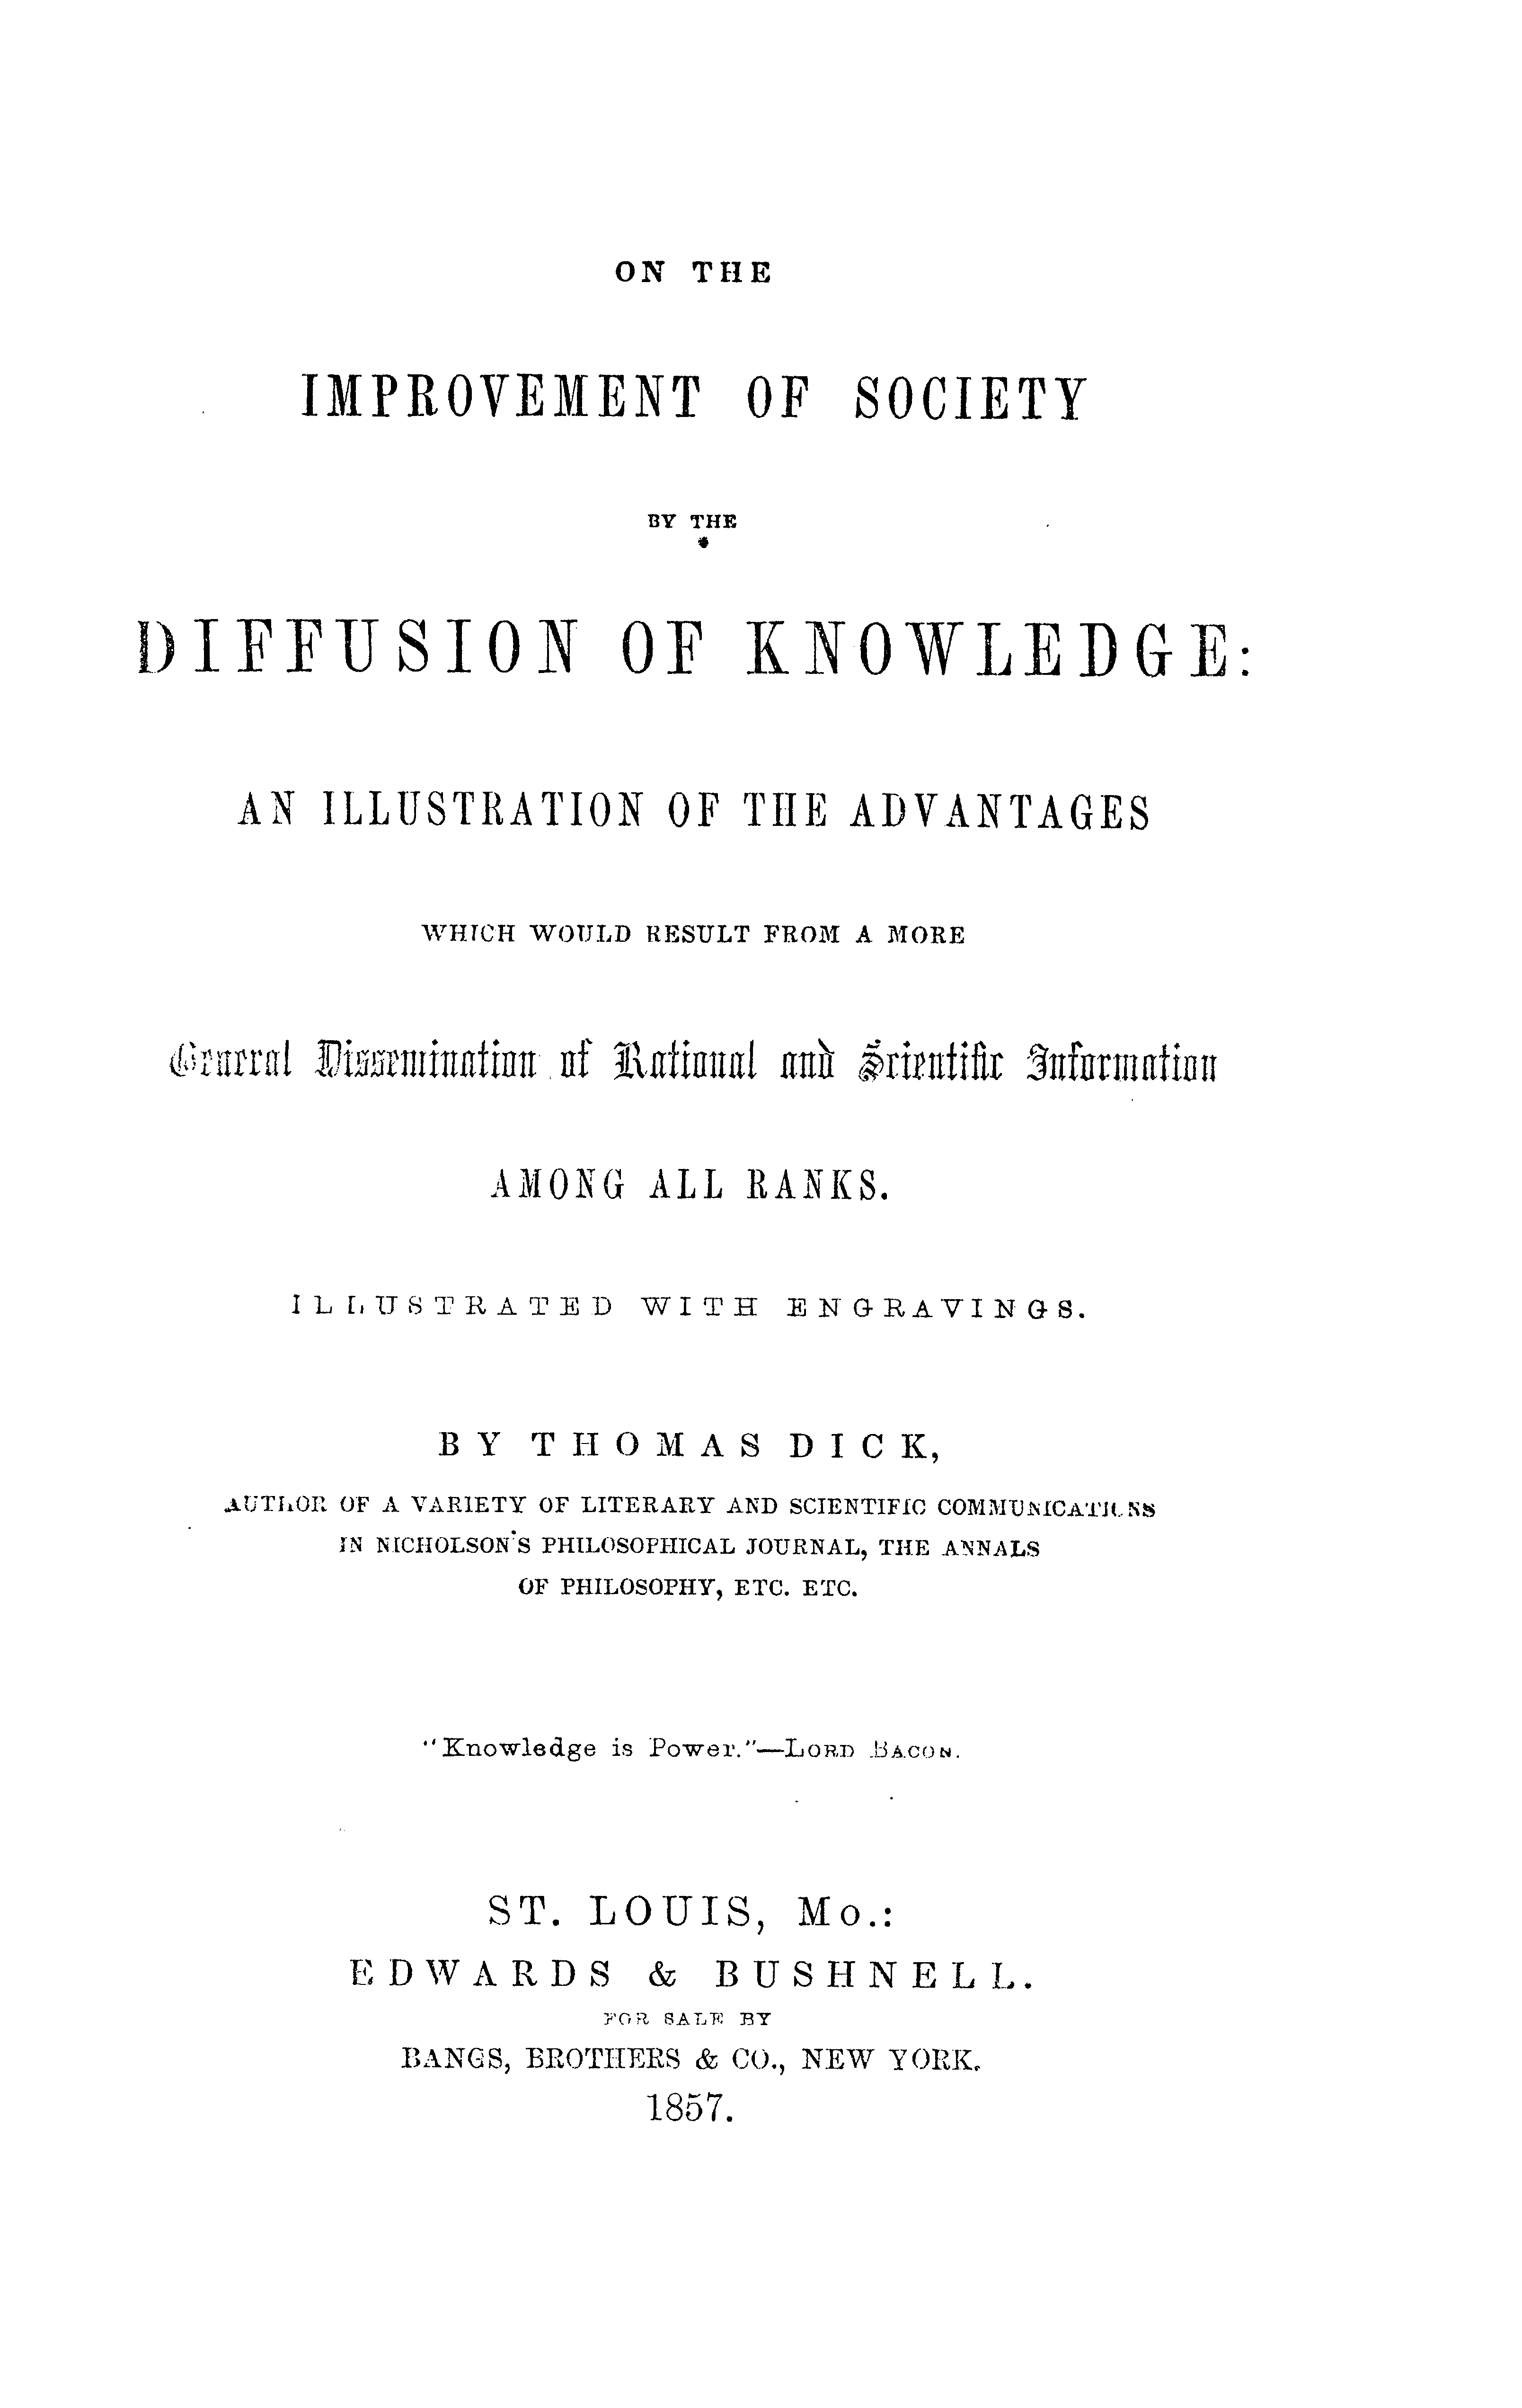 ON THE
IMPROVEMENT OF SOCIETY
BY THE
DIFFUSION OF KNOWLEDGE:
AN ILLUSTRATION OF THE ADVANTAGES
WHICH WOULD RESULT FROM A MORE
General Dissemination of Rational and Scientific Information
AMONG ALL RANKS.
ILLUSTRATED WITH ENGRAVINGS.
BY THOMAS DICK,
AUTHOR OF A VARIETY OF LITERARY AND SCIENTIFIC COMMUNICATIONS
IN NICHOLSON'S PHILOSOPHICAL JOURNAL, THE ANNALS
OF PHILOSOPHY, ETC. ETC.
"Knowledge is Power."—LORD BACON.
ST. LOUIS, Mo.:
EDWARDS & BUSHNELL.
FOR SALE BY
BANGS, BROTHERS & CO., NEW YORK.
1857.